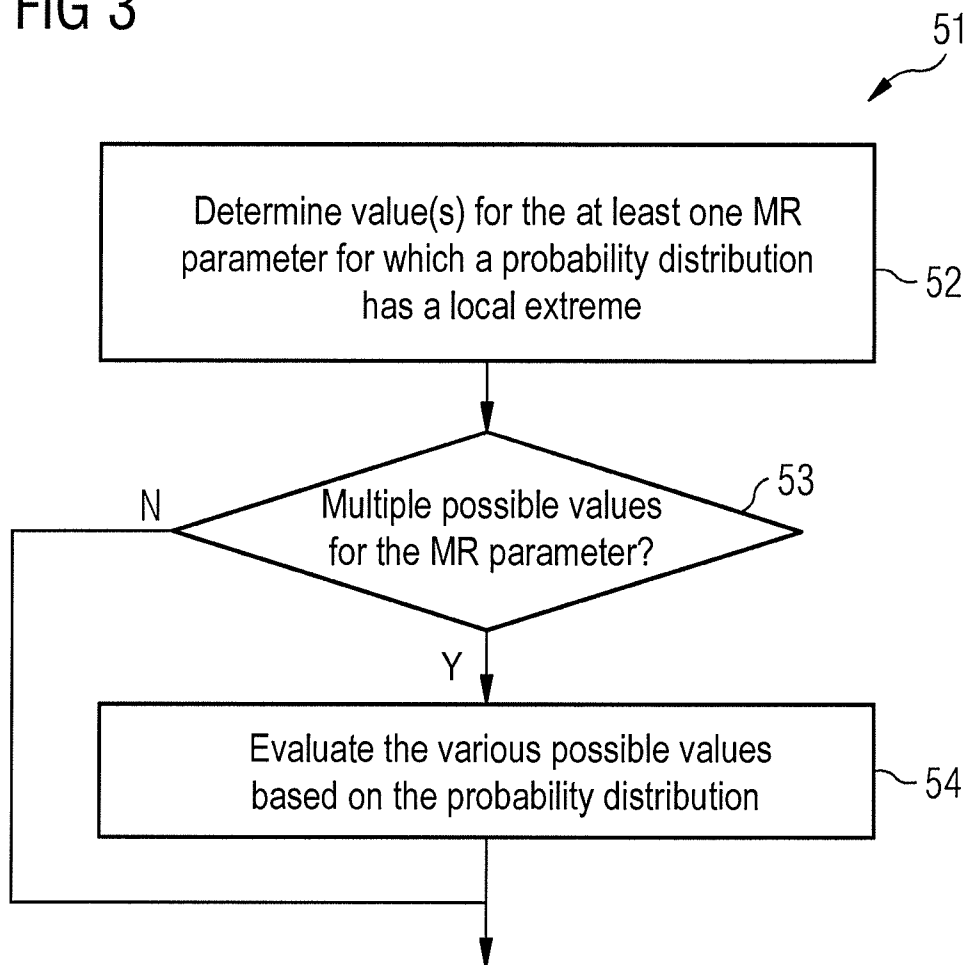 FIG 3
51
Determine value(s) for the at least one MR
parameter for which a probability distribution
has a local extreme
52
53
N
Multiple possible values
for the MR parameter?
Y
Evaluate the various possible values
based on the probability distribution
54